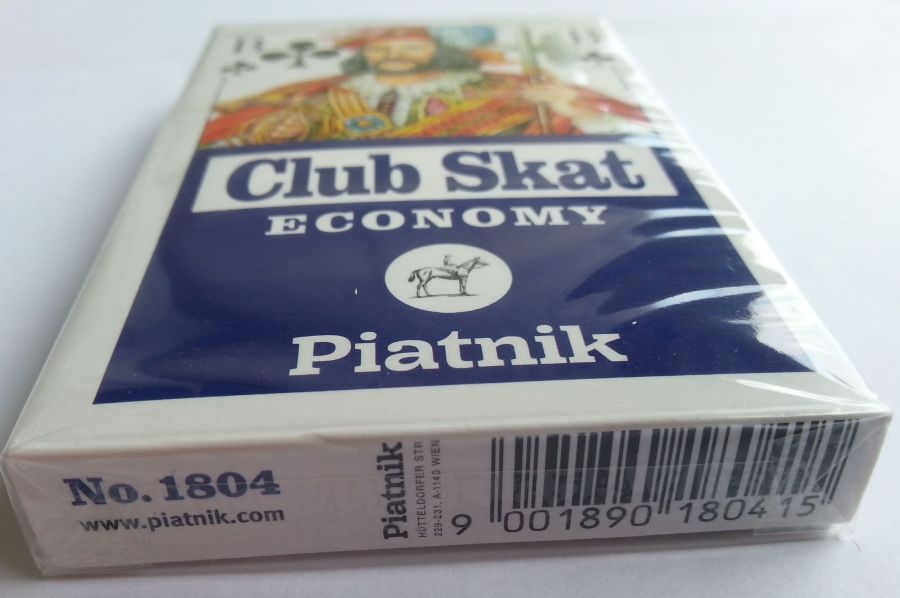 B B
Club Skat
ECONOMY
Piatnik
No. 1804
www.piatnik.com
Piatnik
HÜTTELDORFER STR
229-231, A-1140 WIEN
9 001890 180415